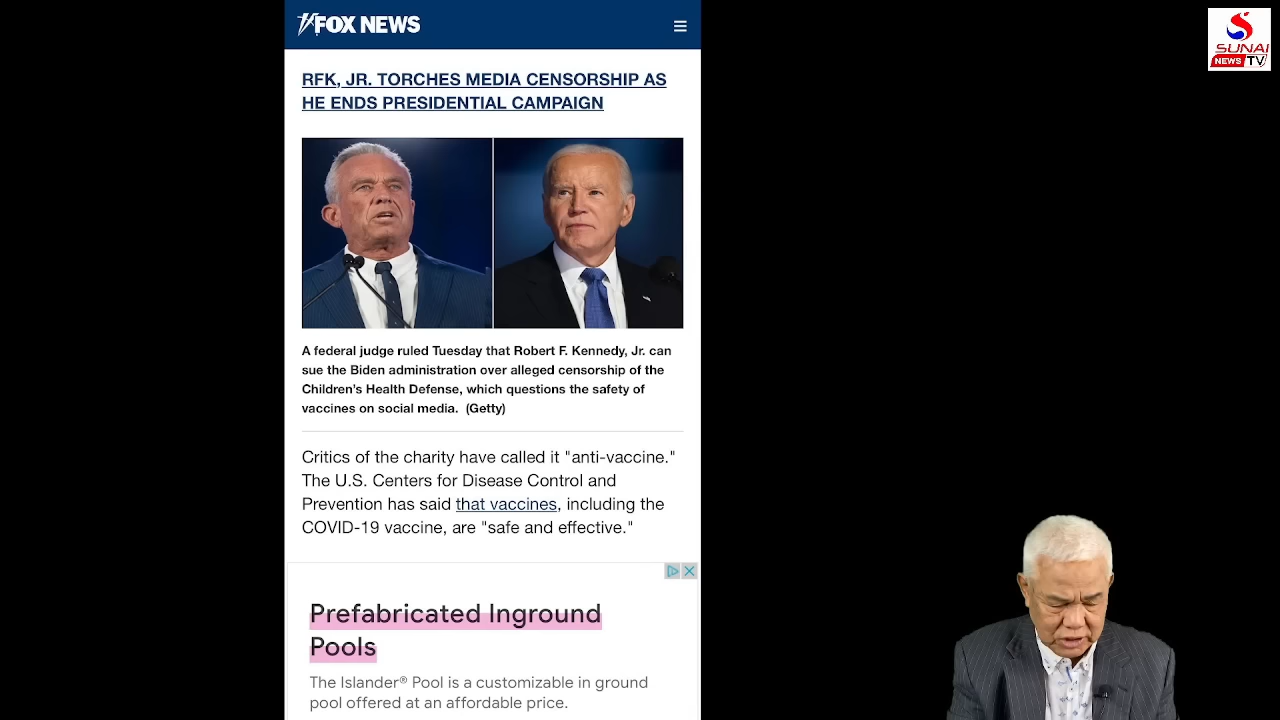 FOX NEWS
RFK, JR. TORCHES MEDIA CENSORSHIP AS
HE ENDS PRESIDENTIAL CAMPAIGN
A federal judge ruled Tuesday that Robert F. Kennedy, Jr. can
sue the Biden administration over alleged censorship of the
Children's Health Defense, which questions the safety of
vaccines on social media. (Getty)
Critics of the charity have called it "anti-vaccine."
The U.S. Centers for Disease Control and
Prevention has said that vaccines, including the
COVID-19 vaccine, are "safe and effective."
Prefabricated Inground
Pools
The Islander® Pool is a customizable in ground
pool offered at an affordable price.
SUNAI
NEWS TV